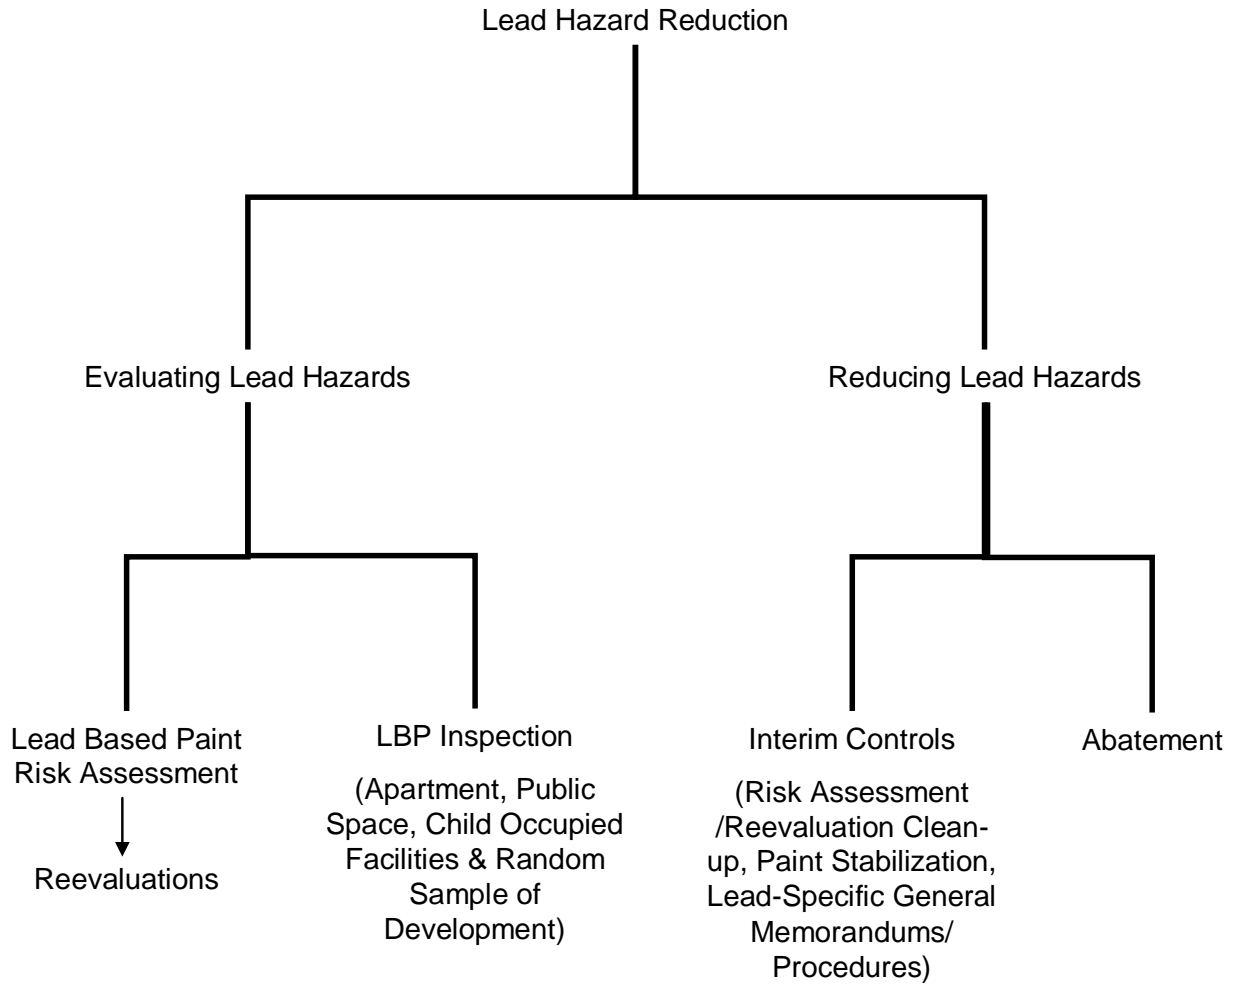 Lead Hazard Reduction
Evaluating Lead Hazards
Reducing Lead Hazards
Lead Based Paint
Risk Assessment
Reevaluations
LBP Inspection
(Apartment, Public
Space, Child Occupied
Facilities & Random
Sample of
Development)
Interim Controls
(Risk Assessment
/Reevaluation Clean-
up, Paint Stabilization,
Lead-Specific General
Memorandums/
Procedures)
Abatement